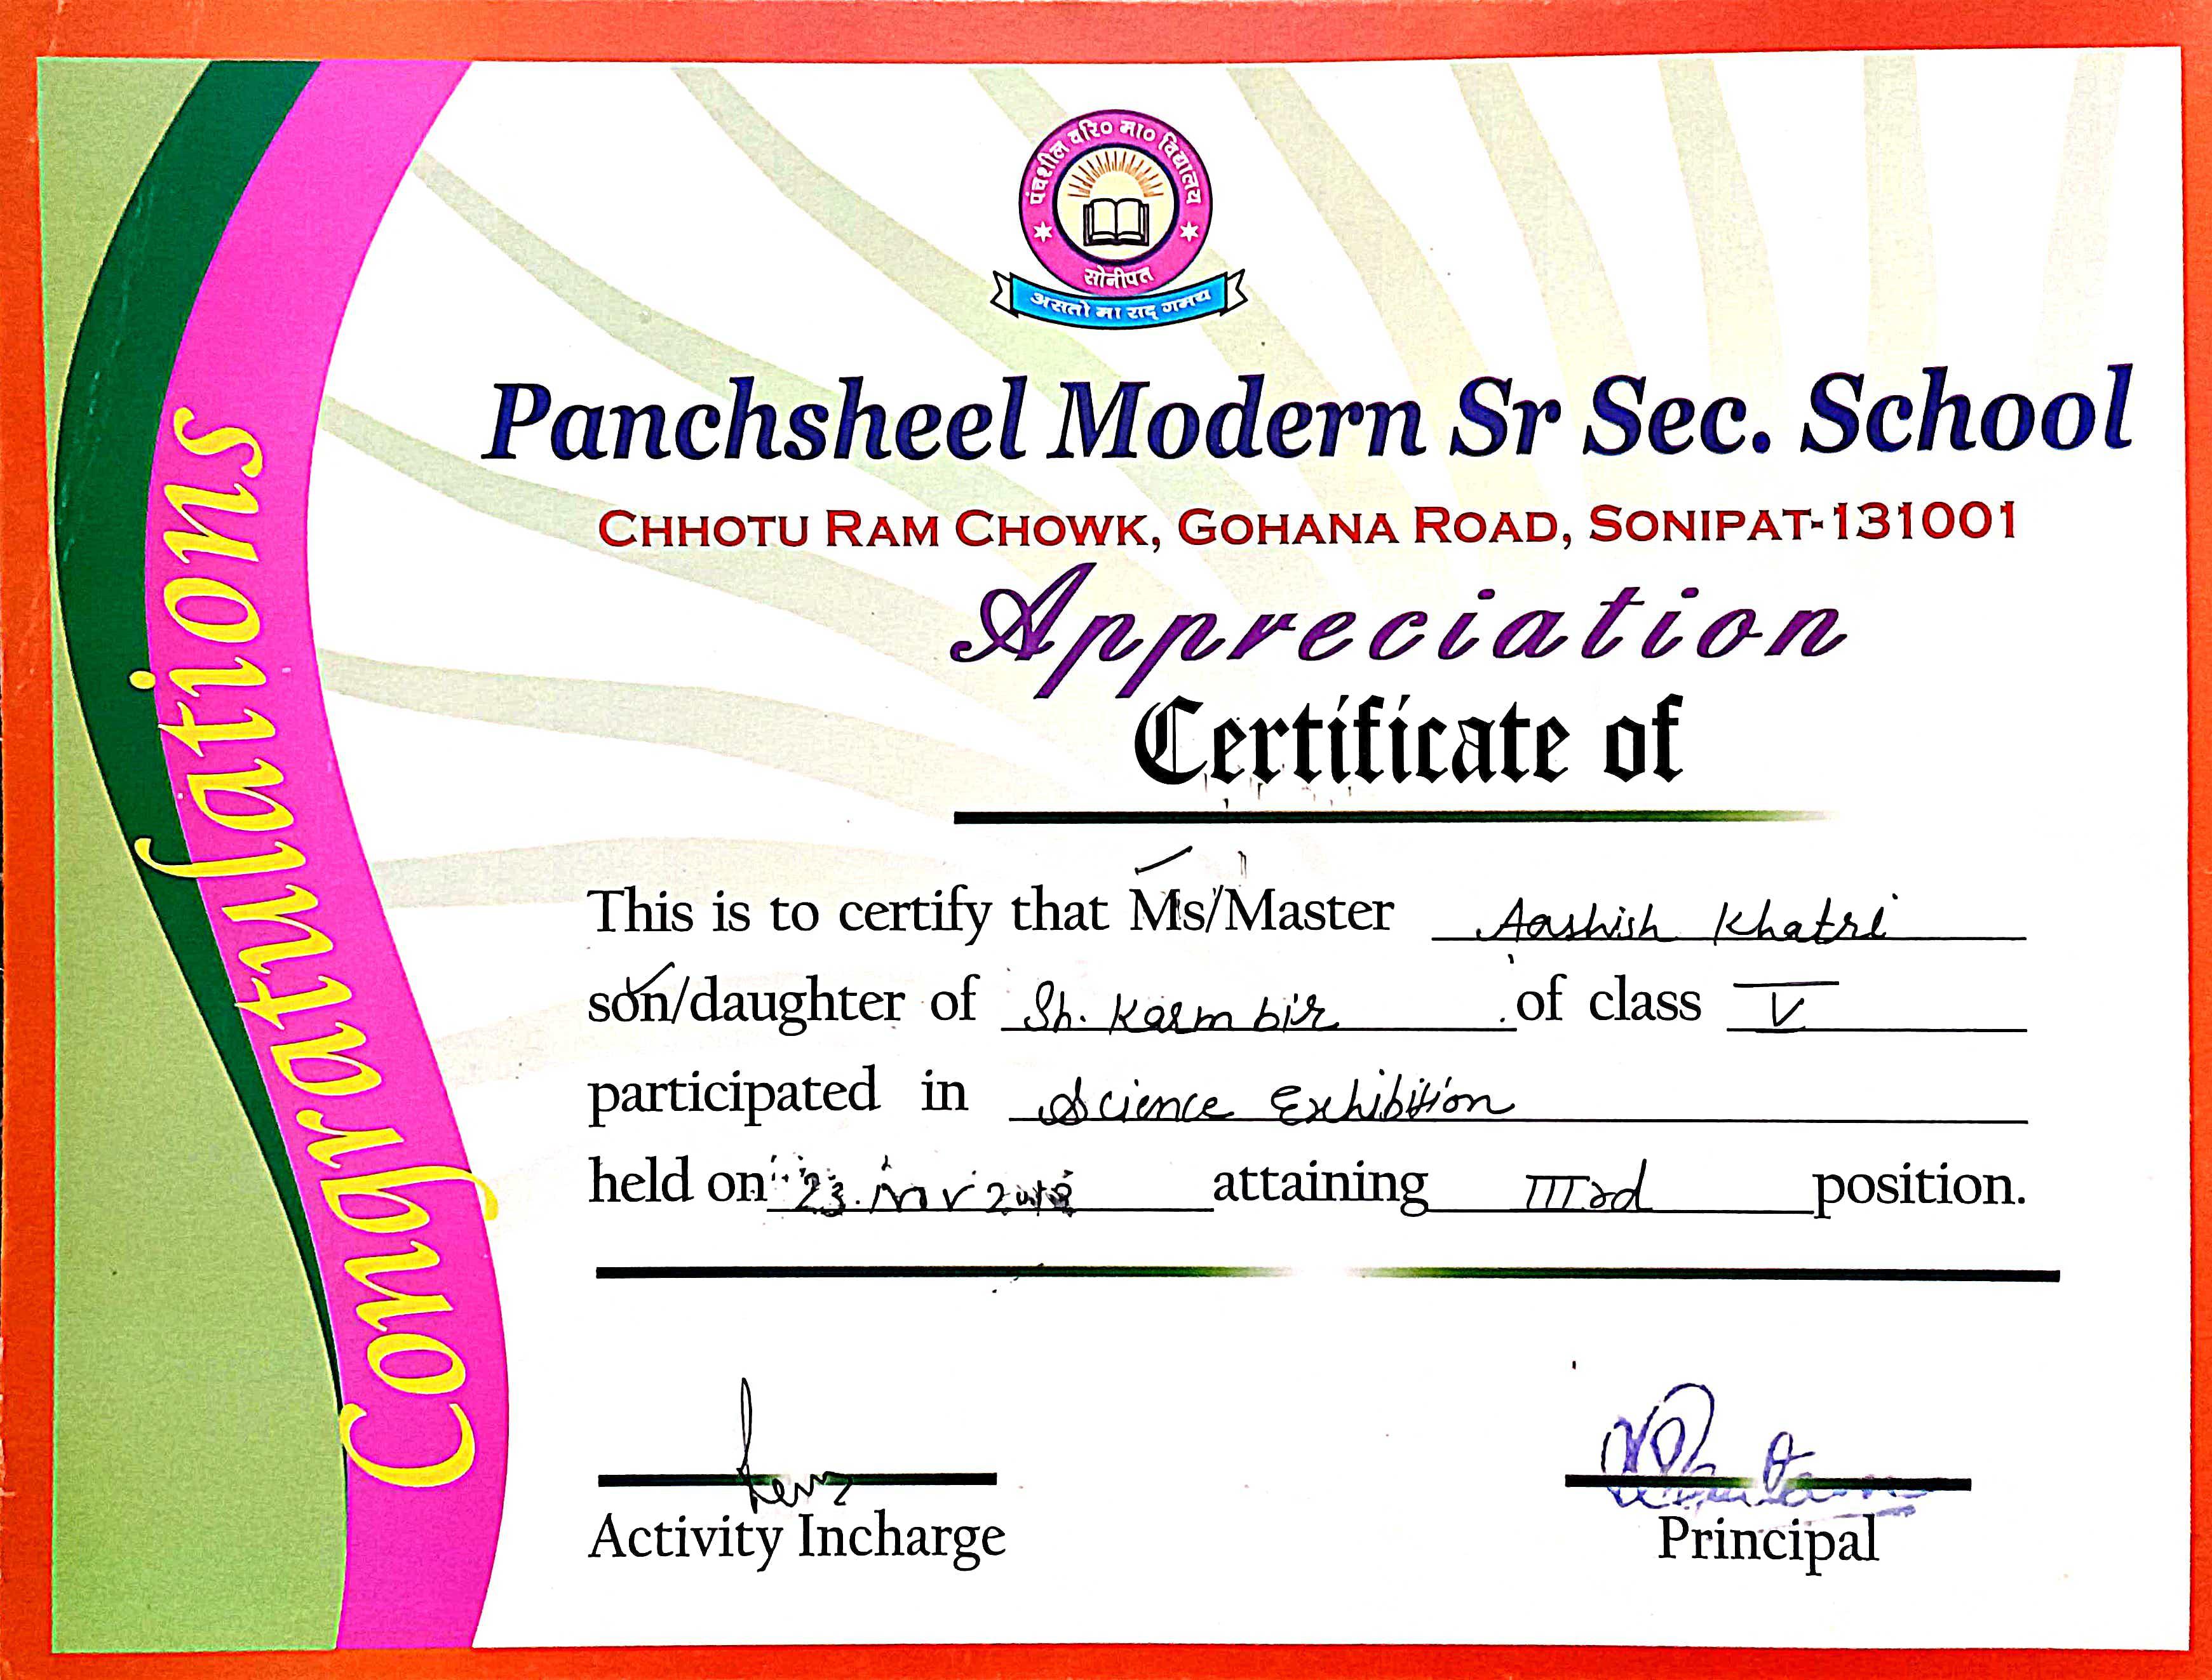 पंचशील वरि० मा० विद्यालय
सोनीपत
असतो मा सद् गमय
Panchsheel Modern Sr Sec. School
CHHOTU RAM CHOWK, GOHANA ROAD, SONIPAT-131001
Appreciation
Certificate of
This is to certify that Ms/Master Aashish Khatri
son/daughter of Sh. Karmbir of class V
participated in Science Exhibition
held on 23. Nov attaining IIIrd position.
Activity Incharge
Principal
Congratulations